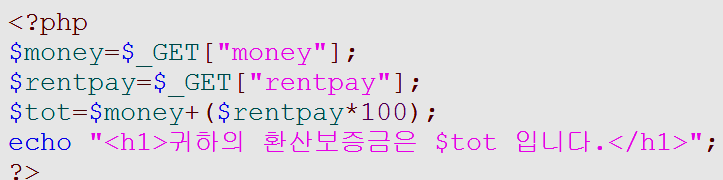 <?php
$money=$_GET["money"];
$rentpay=$_GET["rentpay"];
$tot=$money+($rentpay*100);
echo "<h1>귀하의 환산보증금은 $tot 입니다.</h1>";
?>